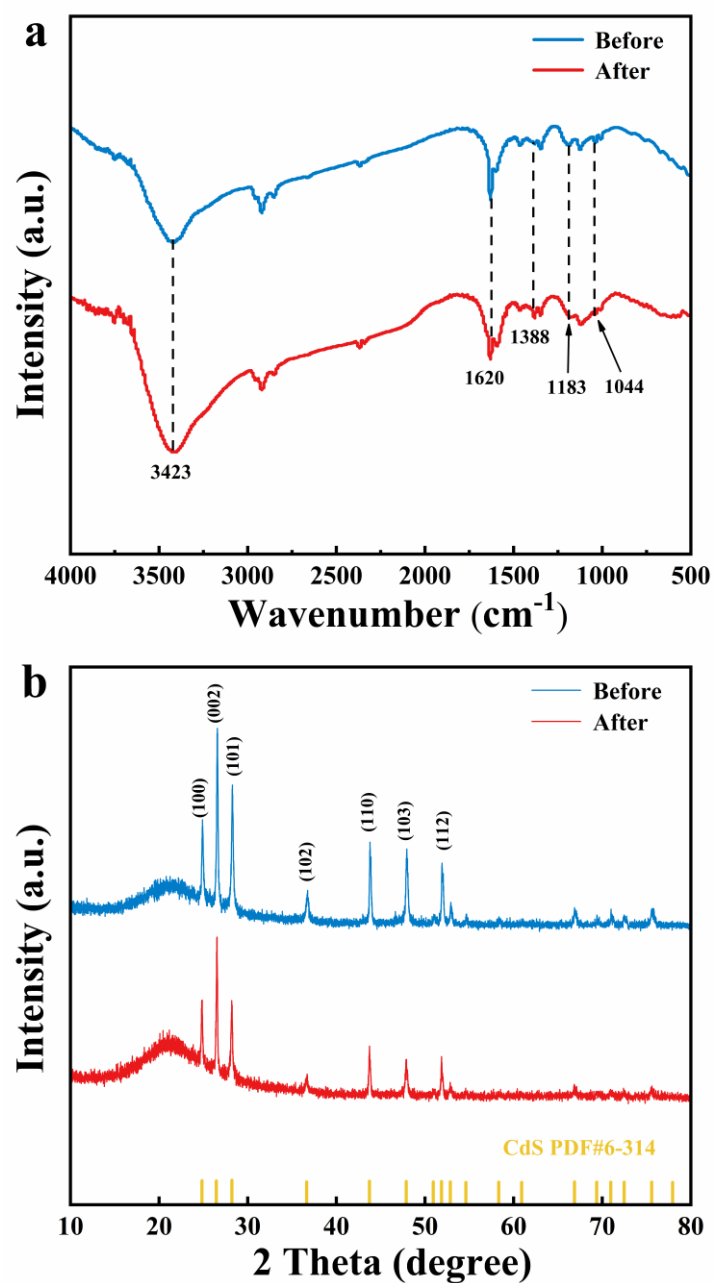 a
Before
After
Intensity (a.u.)
3423
1620
1388
1183
1044
4000 3500 3000 2500 2000 1500 1000 500
Wavenumber (cm⁻¹)
b
Before
After
(100)
(002)
(101)
(102)
(110)
(103)
(112)
Intensity (a.u.)
CdS PDF#6-314
10 20 30 40 50 60 70 80
2 Theta (degree)